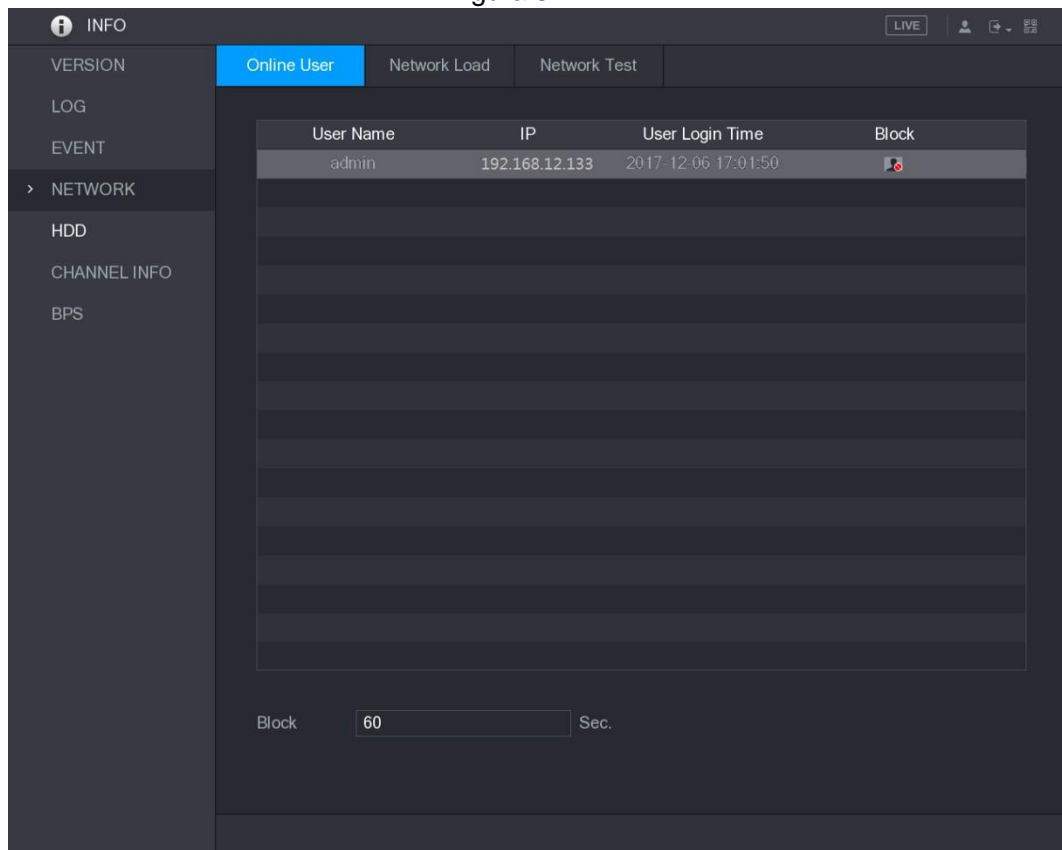 INFO
LIVE
VERSION
LOG
EVENT
> NETWORK
HDD
CHANNEL INFO
BPS
Online User Network Load Network Test
User Name IP User Login Time Block
admin 192.168.12.133 2017-12-06 17:01:50
Block 60 Sec.